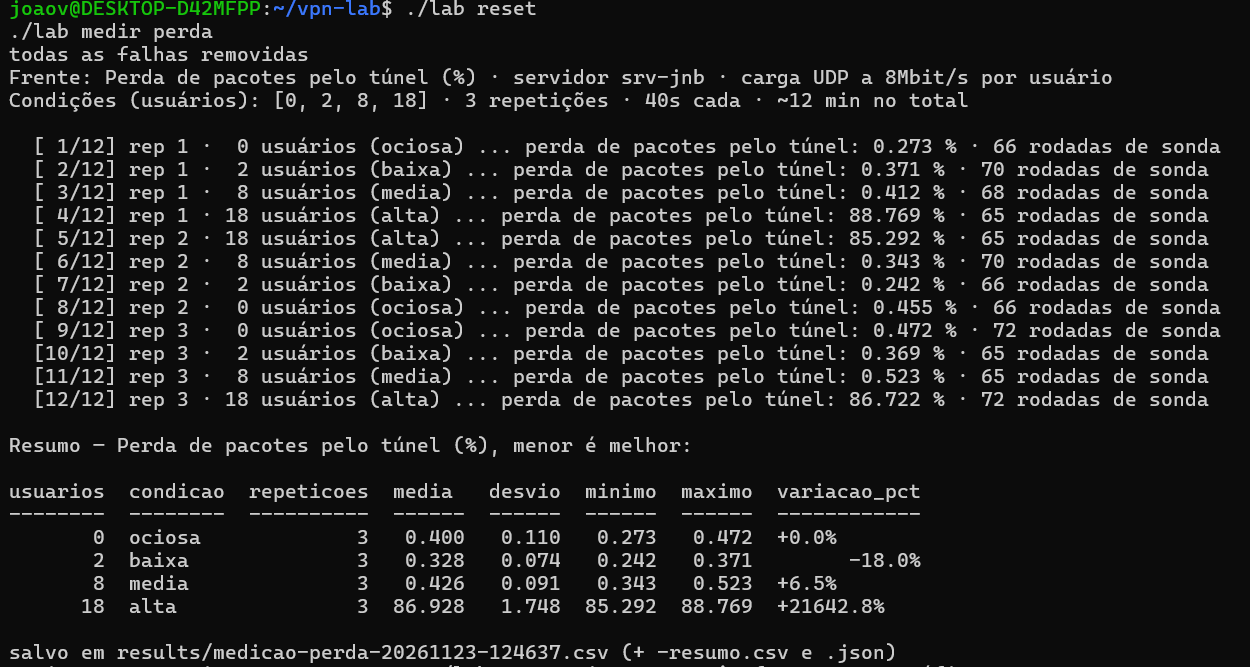 joaov@DESKTOP-D42MFPP:~/vpn-lab$ ./lab reset
./lab medir perda
todas as falhas removidas
Frente: Perda de pacotes pelo túnel (%) · servidor srv-jnb · carga UDP a 8Mbit/s por usuário
Condições (usuários): [0, 2, 8, 18] · 3 repetições · 40s cada · ~12 min no total
[ 1/12] rep 1 ·  0 usuários (ociosa) ... perda de pacotes pelo túnel: 0.273 % · 66 rodadas de sonda
[ 2/12] rep 1 ·  2 usuários (baixa) ... perda de pacotes pelo túnel: 0.371 % · 70 rodadas de sonda
[ 3/12] rep 1 ·  8 usuários (media) ... perda de pacotes pelo túnel: 0.412 % · 68 rodadas de sonda
[ 4/12] rep 1 · 18 usuários (alta) ... perda de pacotes pelo túnel: 88.769 % · 65 rodadas de sonda
[ 5/12] rep 2 · 18 usuários (alta) ... perda de pacotes pelo túnel: 85.292 % · 65 rodadas de sonda
[ 6/12] rep 2 ·  8 usuários (media) ... perda de pacotes pelo túnel: 0.343 % · 70 rodadas de sonda
[ 7/12] rep 2 ·  2 usuários (baixa) ... perda de pacotes pelo túnel: 0.242 % · 66 rodadas de sonda
[ 8/12] rep 2 ·  0 usuários (ociosa) ... perda de pacotes pelo túnel: 0.455 % · 66 rodadas de sonda
[ 9/12] rep 3 ·  0 usuários (ociosa) ... perda de pacotes pelo túnel: 0.472 % · 72 rodadas de sonda
[10/12] rep 3 ·  2 usuários (baixa) ... perda de pacotes pelo túnel: 0.369 % · 65 rodadas de sonda
[11/12] rep 3 ·  8 usuários (media) ... perda de pacotes pelo túnel: 0.523 % · 65 rodadas de sonda
[12/12] rep 3 · 18 usuários (alta) ... perda de pacotes pelo túnel: 86.722 % · 72 rodadas de sonda
Resumo — Perda de pacotes pelo túnel (%), menor é melhor:
usuarios  condicao  repeticoes  media   desvio  minimo  maximo  variacao_pct
--------  --------  ----------  ------  ------  ------  ------  ------------
0  ociosa             3   0.400   0.110   0.273   0.472  +0.0%
2  baixa              3   0.328   0.074   0.242   0.371        -18.0%
8  media              3   0.426   0.091   0.343   0.523  +6.5%
18  alta               3  86.928   1.748  85.292  88.769  +21642.8%
salvo em results/medicao-perda-20261123-124637.csv (+ -resumo.csv e .json)